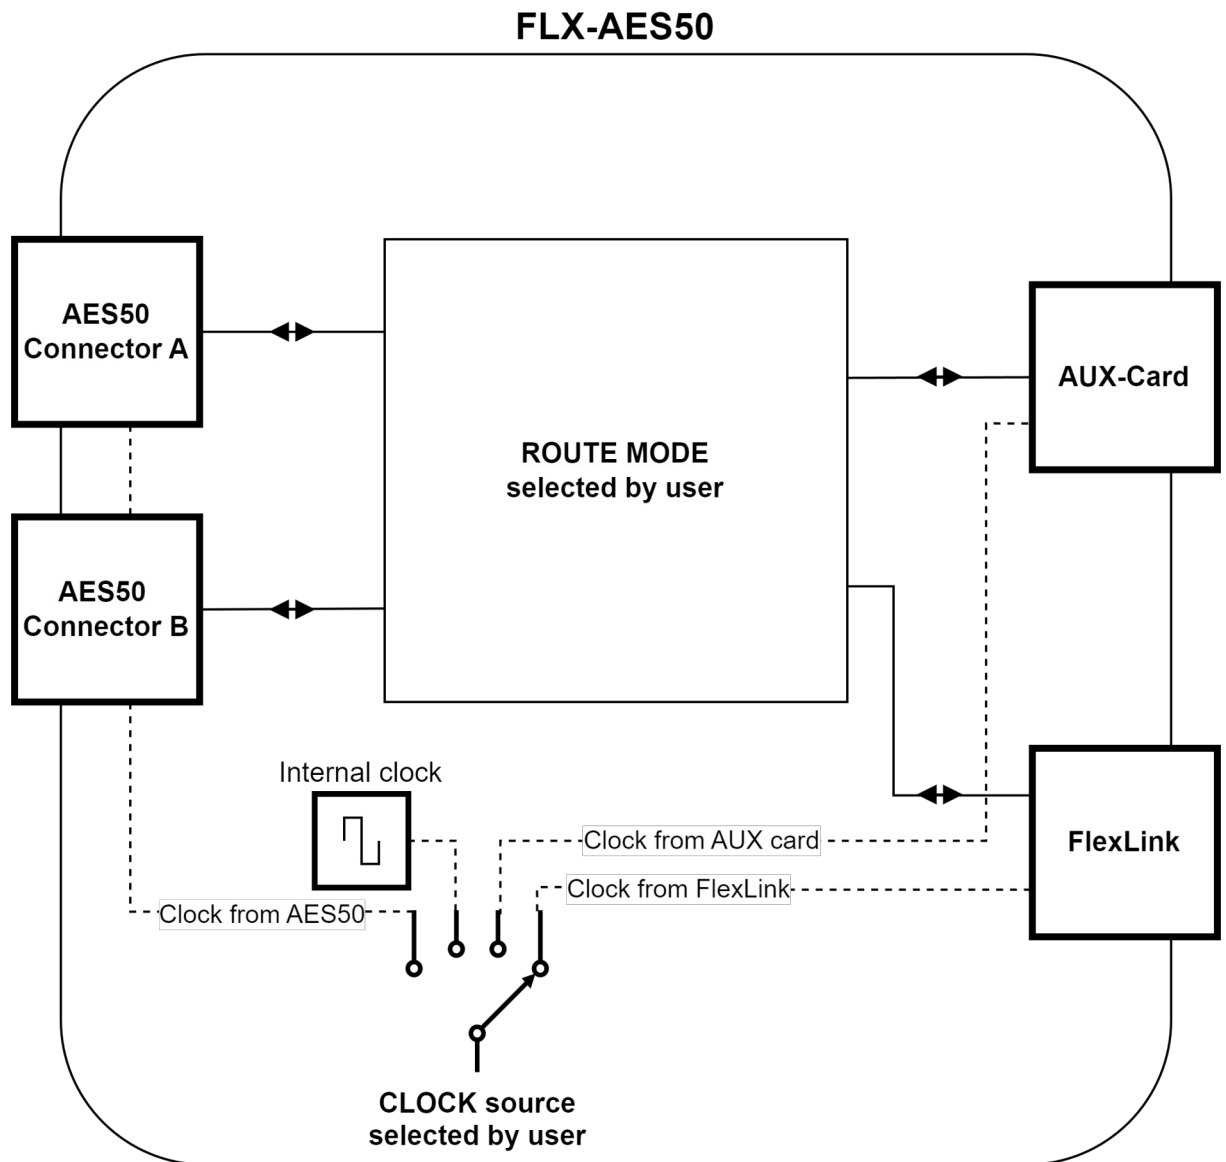 FLX-AES50
AES50
Connector A
AUX-Card
ROUTE MODE
selected by user
AES50
Connector B
Internal clock
Clock from AUX card
FlexLink
Clock from FlexLink
Clock from AES50
CLOCK source
selected by user